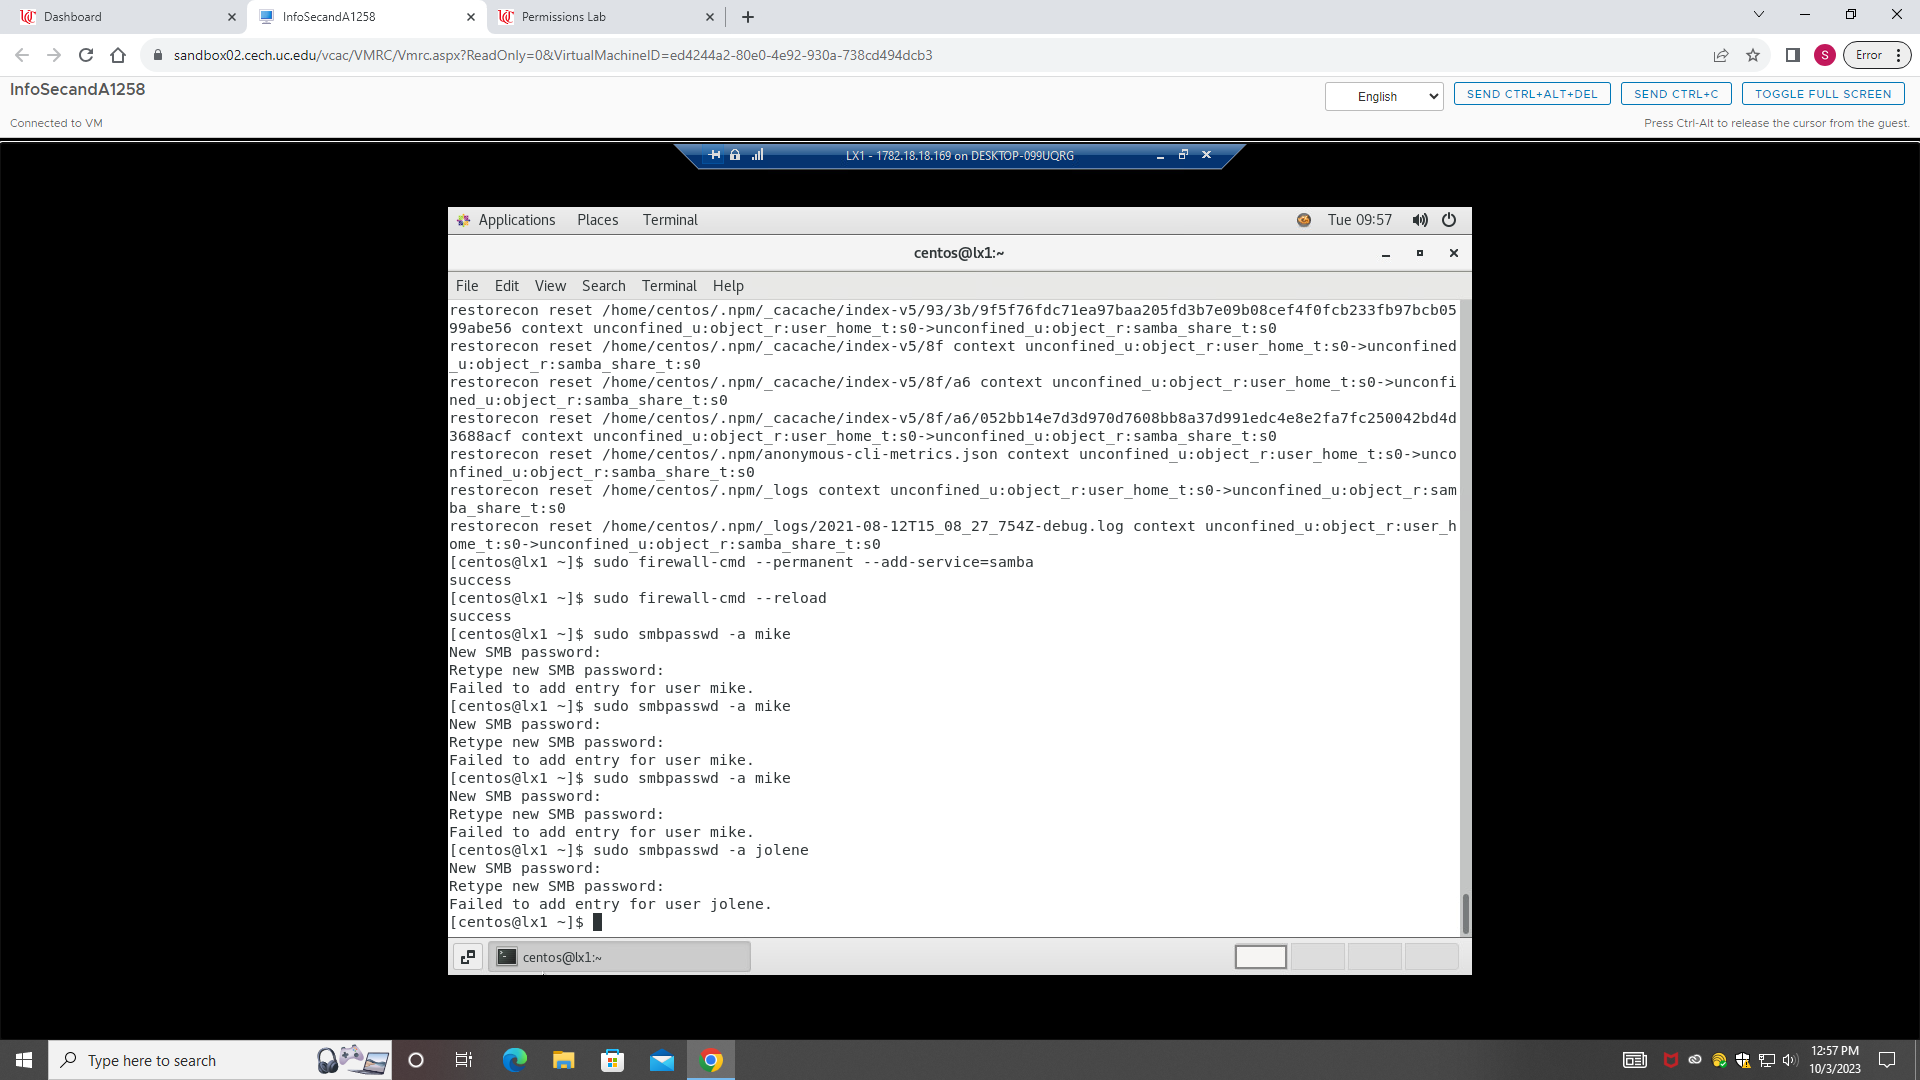 Dashboard
InfoSecandA1258
Permissions Lab
sandbox02.cech.uc.edu/vcac/VMRC/Vmrc.aspx?ReadOnly=0&VirtualMachineID=ed4244a2-80e0-4e92-930a-738cd494dcb3
S
Error
InfoSecandA1258
English
SEND CTRL+ALT+DEL
SEND CTRL+C
TOGGLE FULL SCREEN
Connected to VM
Press Ctrl-Alt to release the cursor from the guest.
LX1 - 1782.18.18.169 on DESKTOP-099UQRG
Applications Places Terminal
Tue 09:57
centos@lx1:~
File Edit View Search Terminal Help
restorecon reset /home/centos/.npm/_cacache/index-v5/93/3b/9f5f76fdc71ea97baa205fd3b7e09b08cef4f0fcb233fb97bcb05
99abe56 context unconfined_u:object_r:user_home_t:s0->unconfined_u:object_r:samba_share_t:s0
restorecon reset /home/centos/.npm/_cacache/index-v5/8f context unconfined_u:object_r:user_home_t:s0->unconfined
_u:object_r:samba_share_t:s0
restorecon reset /home/centos/.npm/_cacache/index-v5/8f/a6 context unconfined_u:object_r:user_home_t:s0->unconfi
ned_u:object_r:samba_share_t:s0
restorecon reset /home/centos/.npm/_cacache/index-v5/8f/a6/052bb14e7d3d970d7608bb8a37d991edc4e8e2fa7fc250042bd4d
3688acf context unconfined_u:object_r:user_home_t:s0->unconfined_u:object_r:samba_share_t:s0
restorecon reset /home/centos/.npm/anonymous-cli-metrics.json context unconfined_u:object_r:user_home_t:s0->unco
nfined_u:object_r:samba_share_t:s0
restorecon reset /home/centos/.npm/_logs context unconfined_u:object_r:user_home_t:s0->unconfined_u:object_r:sam
ba_share_t:s0
restorecon reset /home/centos/.npm/_logs/2021-08-12T15_08_27_754Z-debug.log context unconfined_u:object_r:user_h
ome_t:s0->unconfined_u:object_r:samba_share_t:s0
[centos@lx1 ~]$ sudo firewall-cmd --permanent --add-service=samba
success
[centos@lx1 ~]$ sudo firewall-cmd --reload
success
[centos@lx1 ~]$ sudo smbpasswd -a mike
New SMB password:
Retype new SMB password:
Failed to add entry for user mike.
[centos@lx1 ~]$ sudo smbpasswd -a mike
New SMB password:
Retype new SMB password:
Failed to add entry for user mike.
[centos@lx1 ~]$ sudo smbpasswd -a mike
New SMB password:
Retype new SMB password:
Failed to add entry for user mike.
[centos@lx1 ~]$ sudo smbpasswd -a jolene
New SMB password:
Retype new SMB password:
Failed to add entry for user jolene.
[centos@lx1 ~]$
centos@lx1:~
Type here to search
12:57 PM
10/3/2023